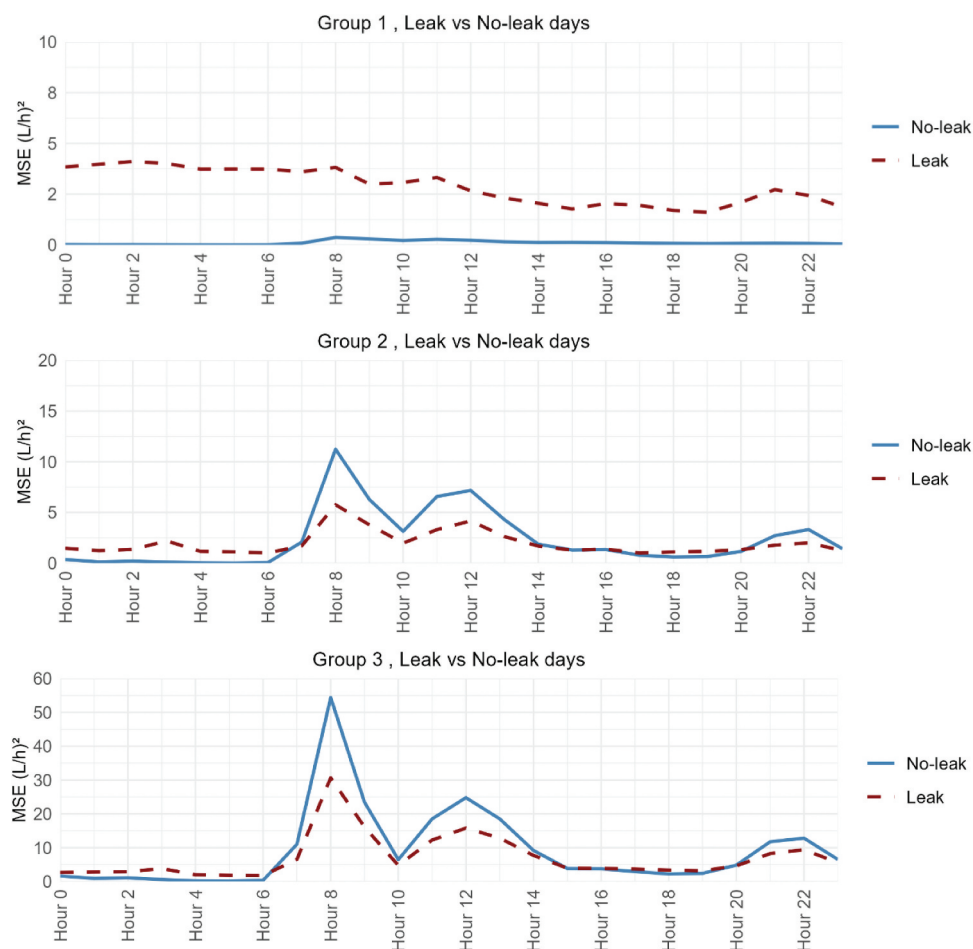 Group 1 , Leak vs No-leak days
MSE (L/h)²
10
8
5
2
0
Hour 0
Hour 2
Hour 4
Hour 6
Hour 8
Hour 10
Hour 12
Hour 14
Hour 16
Hour 18
Hour 20
Hour 22
No-leak
Leak
Group 2 , Leak vs No-leak days
MSE (L/h)²
20
15
10
5
0
Hour 0
Hour 2
Hour 4
Hour 6
Hour 8
Hour 10
Hour 12
Hour 14
Hour 16
Hour 18
Hour 20
Hour 22
No-leak
Leak
Group 3 , Leak vs No-leak days
MSE (L/h)²
60
50
40
30
20
10
0
Hour 0
Hour 2
Hour 4
Hour 6
Hour 8
Hour 10
Hour 12
Hour 14
Hour 16
Hour 18
Hour 20
Hour 22
No-leak
Leak